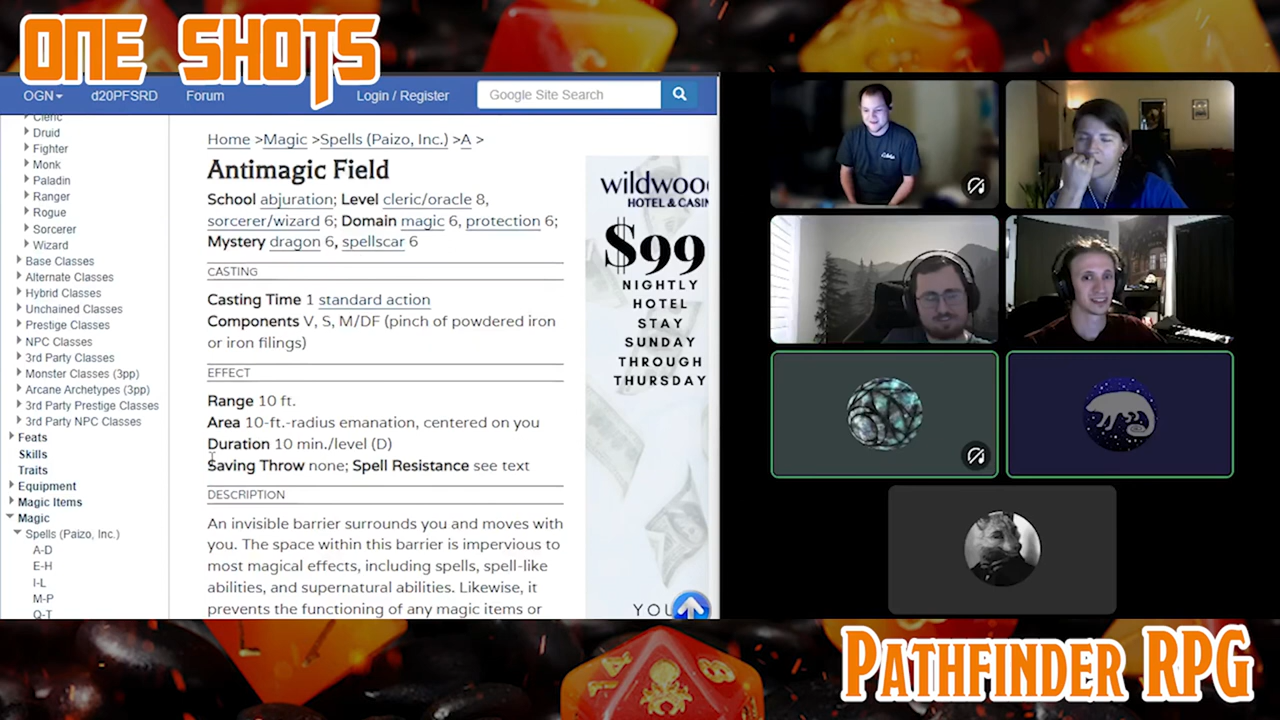 ONE SHOTS
OGN
d20PFSRD
Forum
Login / Register
Google Site Search
Cleric
Druid
Fighter
Monk
Paladin
Ranger
Rogue
Sorcerer
Wizard
Base Classes
Alternate Classes
Hybrid Classes
Unchained Classes
Prestige Classes
NPC Classes
3rd Party Classes
Monster Classes (3pp)
Arcane Archetypes (3pp)
3rd Party Prestige Classes
3rd Party NPC Classes
Feats
Skills
Traits
Equipment
Magic Items
Magic
Spells (Paizo, Inc.)
A-D
E-H
I-L
M-P
Q-T
Home >Magic >Spells (Paizo, Inc.) >A >
Antimagic Field
School abjuration; Level cleric/oracle 8,
sorcerer/wizard 6; Domain magic 6, protection 6;
Mystery dragon 6, spellscar 6
CASTING
Casting Time 1 standard action
Components V, S, M/DF (pinch of powdered iron
or iron filings)
EFFECT
Range 10 ft.
Area 10-ft.-radius emanation, centered on you
Duration 10 min./level (D)
Saving Throw none; Spell Resistance see text
DESCRIPTION
An invisible barrier surrounds you and moves with
you. The space within this barrier is impervious to
most magical effects, including spells, spell-like
abilities, and supernatural abilities. Likewise, it
prevents the functioning of any magic items or
wildwoo
HOTEL & CASIN
$99
NIGHTLY
HOTEL
STAY
SUNDAY
THROUGH
THURSDAY
YOU
PATHFINDER RPG